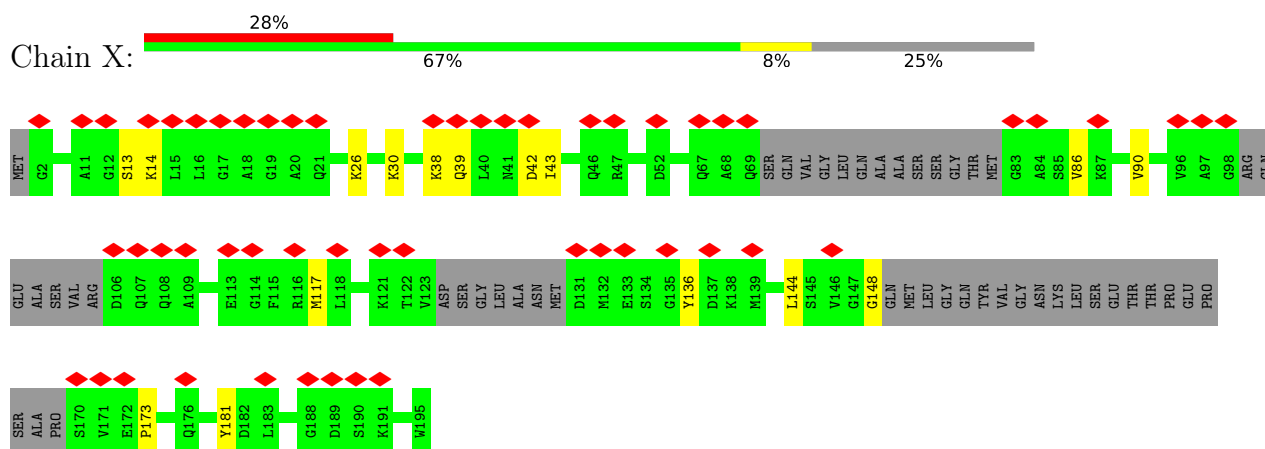 28%
Chain X:
67% 8% 25%
MET G2 A11 G12 S13 K14 L15 L16 G17 A18 G19 A20 Q21 K26 K30 K38 Q39 L40 N41 D42 I43 Q46 R47 D52 Q67 A68 Q69 SER GLN VAL GLY LEU GLN ALA ALA SER SER GLY THR MET G83 A84 S85 V86 K87 V90 V96 A97 G98 ARG GLN
GLU ALA SER VAL ARG D106 Q107 Q108 A109 E113 G114 F115 R116 M117 L118 K121 T122 V123 ASP SER GLY LEU ALA ASN MET D131 M132 E133 S134 G135 Y136 D137 K138 M139 L144 S145 V146 G147 G148 GLN MET LEU GLY GLN TYR VAL GLY ASN LYS LEU SER GLU THR THR PRO GLU PRO
SER ALA PRO S170 V171 E172 P173 Q176 Y181 D182 L183 G188 D189 S190 K191 W195